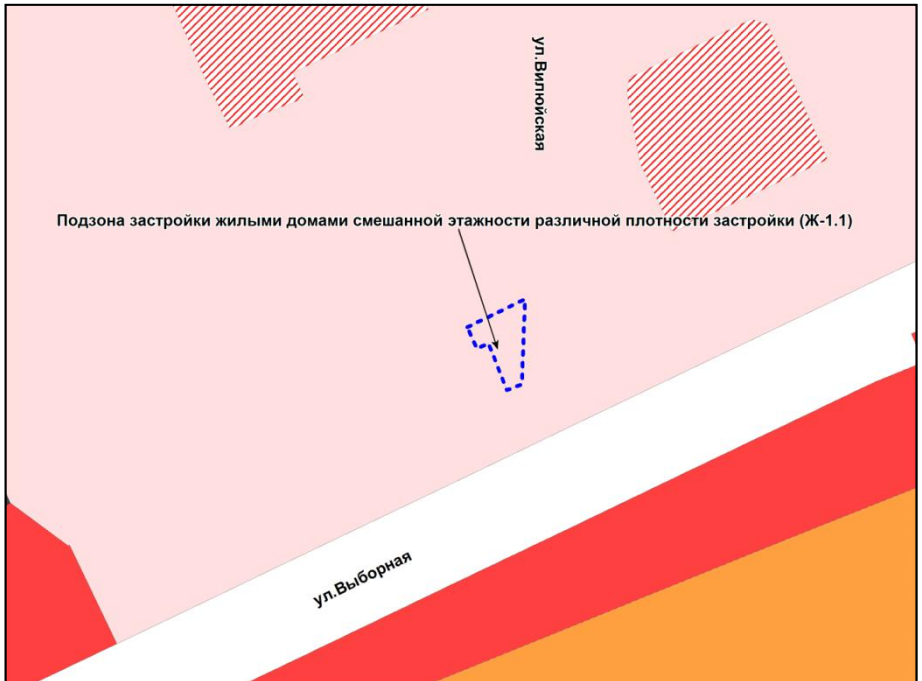 ул.Вилюйская
Подзона застройки жилыми домами смешанной этажности различной плотности застройки (Ж-1.1)
ул.Выборная